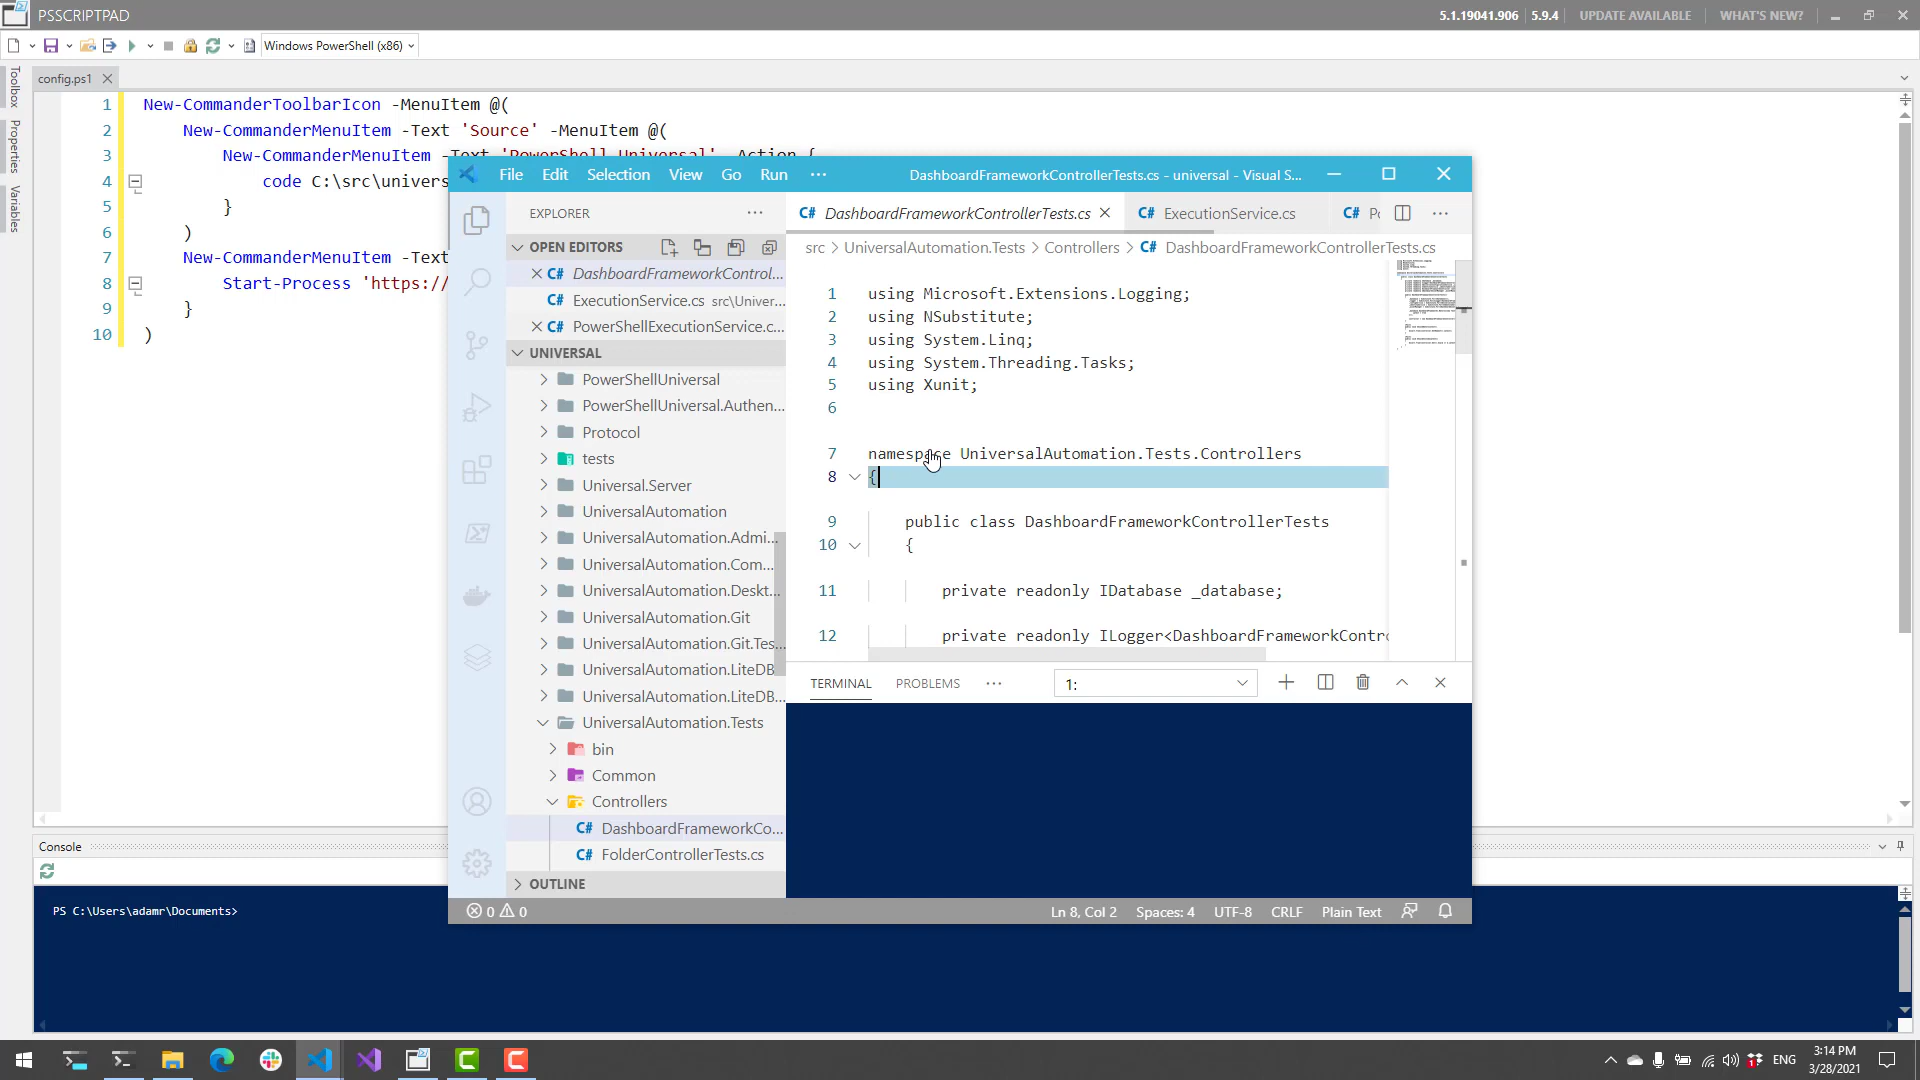 PSSCRIPTPAD
5.1.19041.906 5.9.4 UPDATE AVAILABLE WHAT'S NEW?
Windows PowerShell (x86)
Toolbox
Properties
Variables
config.ps1
1 New-CommanderToolbarIcon -MenuItem @(
2 New-CommanderMenuItem -Text 'Source' -MenuItem @(
3 New-CommanderMenuItem -Text 'PowerShell Universal' -Action {
4 code C:\src\univers
5 }
6 )
7 New-CommanderMenuItem -Text
8 Start-Process 'https://
9 }
10 )
File Edit Selection View Go Run ··· DashboardFrameworkControllerTests.cs - universal - Visual S...
EXPLORER ···
OPEN EDITORS
C# DashboardFrameworkControl...
C# ExecutionService.cs src\Univer...
C# PowerShellExecutionService.c...
UNIVERSAL
PowerShellUniversal
PowerShellUniversal.Authen...
Protocol
tests
Universal.Server
UniversalAutomation
UniversalAutomation.Admi...
UniversalAutomation.Com...
UniversalAutomation.Deskt...
UniversalAutomation.Git
UniversalAutomation.Git.Tes...
UniversalAutomation.LiteDB
UniversalAutomation.LiteDB...
UniversalAutomation.Tests
bin
Common
Controllers
C# DashboardFrameworkCo...
C# FolderControllerTests.cs
OUTLINE
C# DashboardFrameworkControllerTests.cs C# ExecutionService.cs C# Po ···
src > UniversalAutomation.Tests > Controllers > C# DashboardFrameworkControllerTests.cs
1 using Microsoft.Extensions.Logging;
2 using NSubstitute;
3 using System.Linq;
4 using System.Threading.Tasks;
5 using Xunit;
6
7 namespace UniversalAutomation.Tests.Controllers
8 {
9 public class DashboardFrameworkControllerTests
10 {
11 private readonly IDatabase _database;
12 private readonly ILogger<DashboardFrameworkContro
TERMINAL PROBLEMS ··· 1:
0 0 Ln 8, Col 2 Spaces: 4 UTF-8 CRLF Plain Text
Console
PS C:\Users\adamr\Documents>
ENG
3:14 PM
3/28/2021